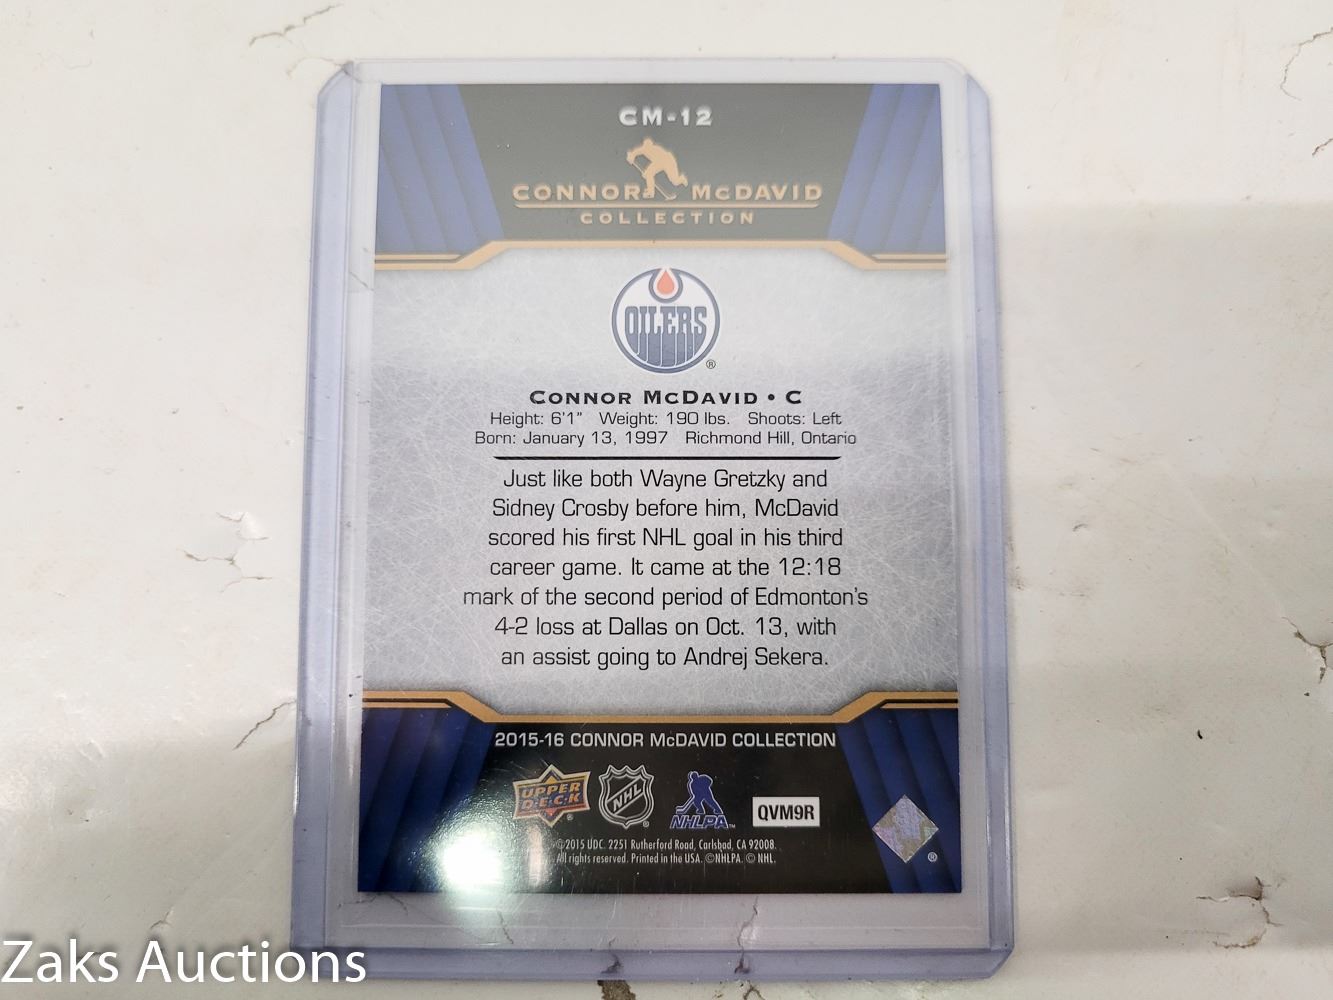 CM-12
CONNOR McDAVID
COLLECTION
OILERS
®
CONNOR McDAVID • C
Height: 6'1" Weight: 190 lbs. Shoots: Left
Born: January 13, 1997 Richmond Hill, Ontario
Just like both Wayne Gretzky and
Sidney Crosby before him, McDavid
scored his first NHL goal in his third
career game. It came at the 12:18
mark of the second period of Edmonton's
4-2 loss at Dallas on Oct. 13, with
an assist going to Andrej Sekera.
2015-16 CONNOR McDAVID COLLECTION
UPPER DECK ® NHL ® NHLPA™ QVM9R
©2015 UDC. 2251 Rutherford Road, Carlsbad, CA 92008.
All rights reserved. Printed in the USA. ©NHLPA. © NHL.
®
Zaks Auctions